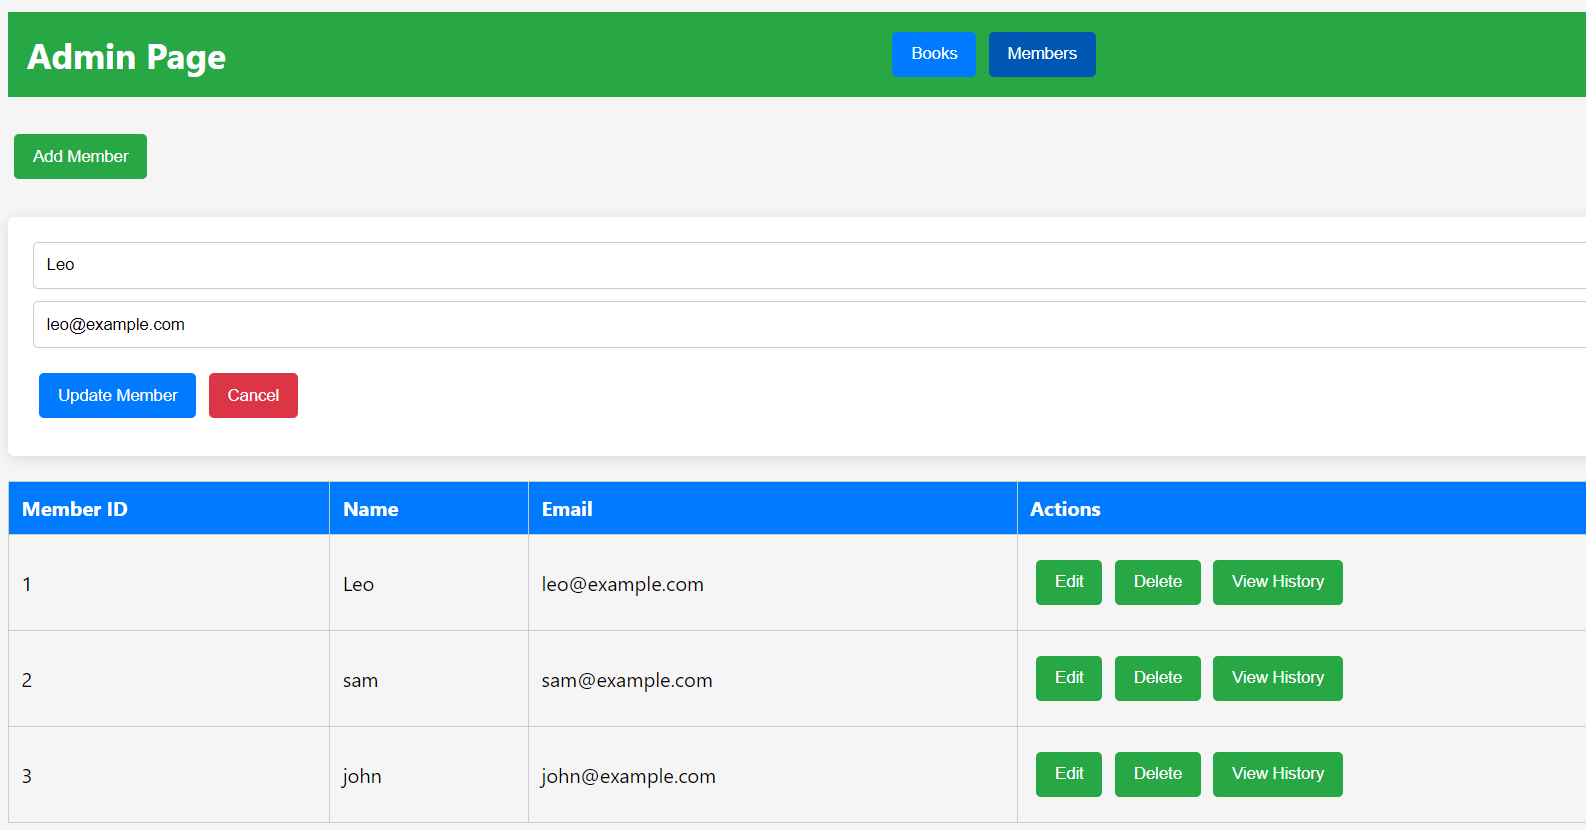 Admin Page Books Members
Add Member
Leo
leo@example.com
Update Member Cancel
Member ID Name Email Actions
1 Leo leo@example.com Edit Delete View History
2 sam sam@example.com Edit Delete View History
3 john john@example.com Edit Delete View History